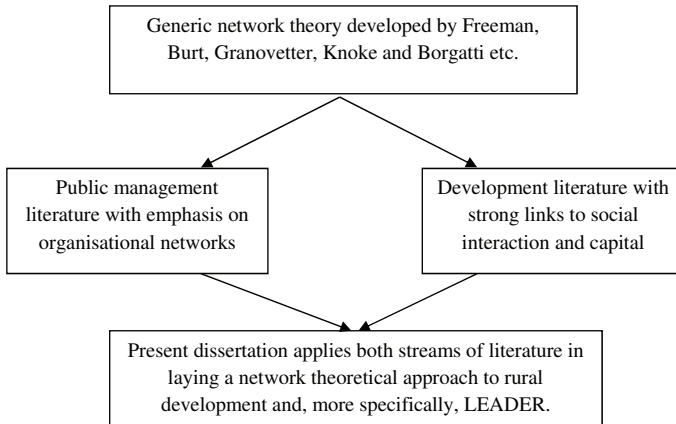 Generic network theory developed by Freeman,
Burt, Granovetter, Knoke and Borgatti etc.
Public management
literature with emphasis on
organisational networks
Development literature with
strong links to social
interaction and capital
Present dissertation applies both streams of literature in
laying a network theoretical approach to rural
development and, more specifically, LEADER.